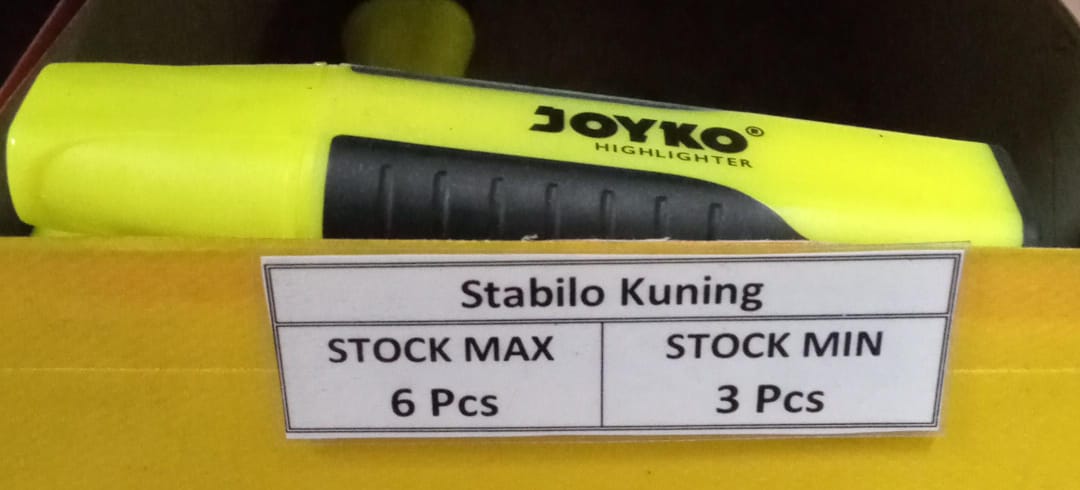 JOYKO®
HIGHLIGHTER
Stabilo Kuning
STOCK MAX STOCK MIN
6 Pcs 3 Pcs